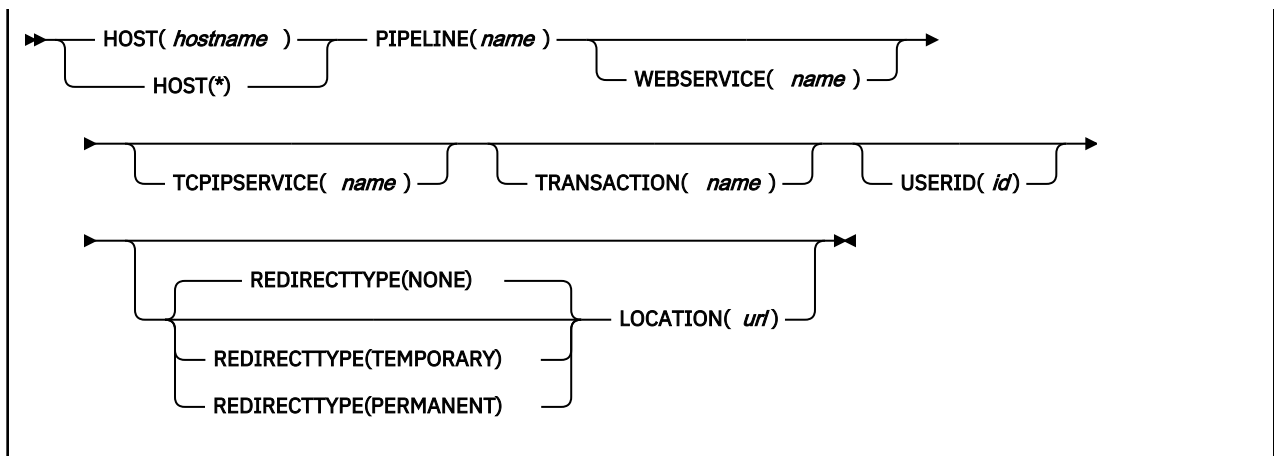 HOST( hostname ) PIPELINE( name )
HOST(*) WEBSERVICE( name )
TCPIPSERVICE( name ) TRANSACTION( name ) USERID( id)
REDIRECTTYPE(NONE)
LOCATION( url)
REDIRECTTYPE(TEMPORARY)
REDIRECTTYPE(PERMANENT)